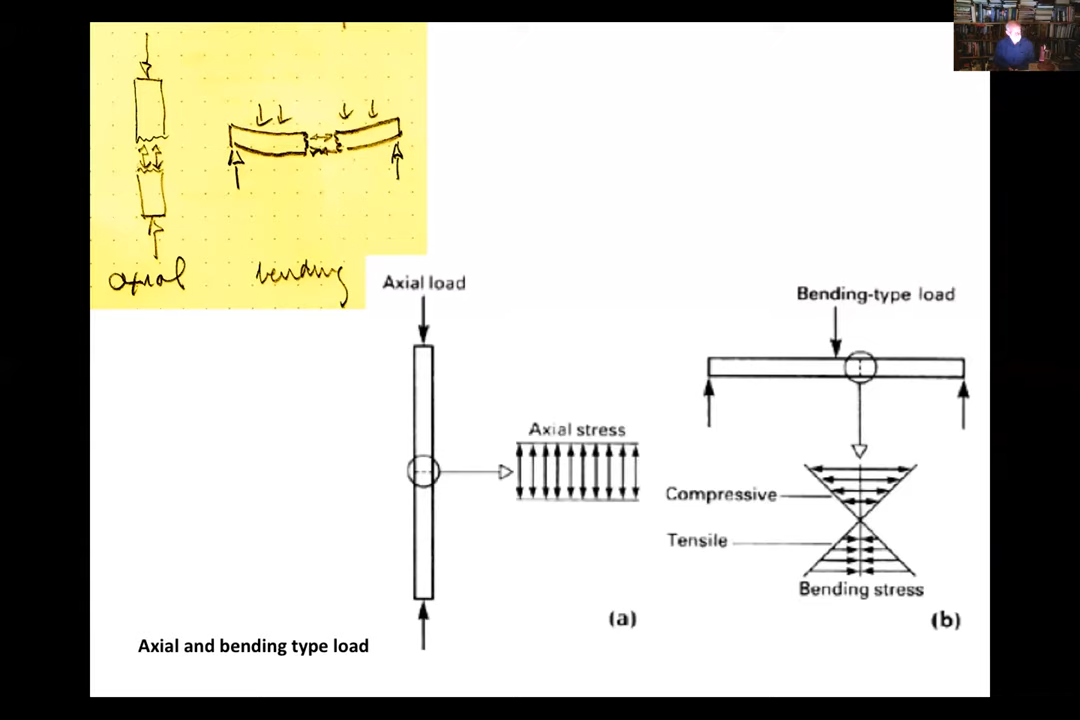 axial
bending
Axial load
Axial stress
(a)
Bending-type load
Compressive
Tensile
Bending stress
(b)
Axial and bending type load